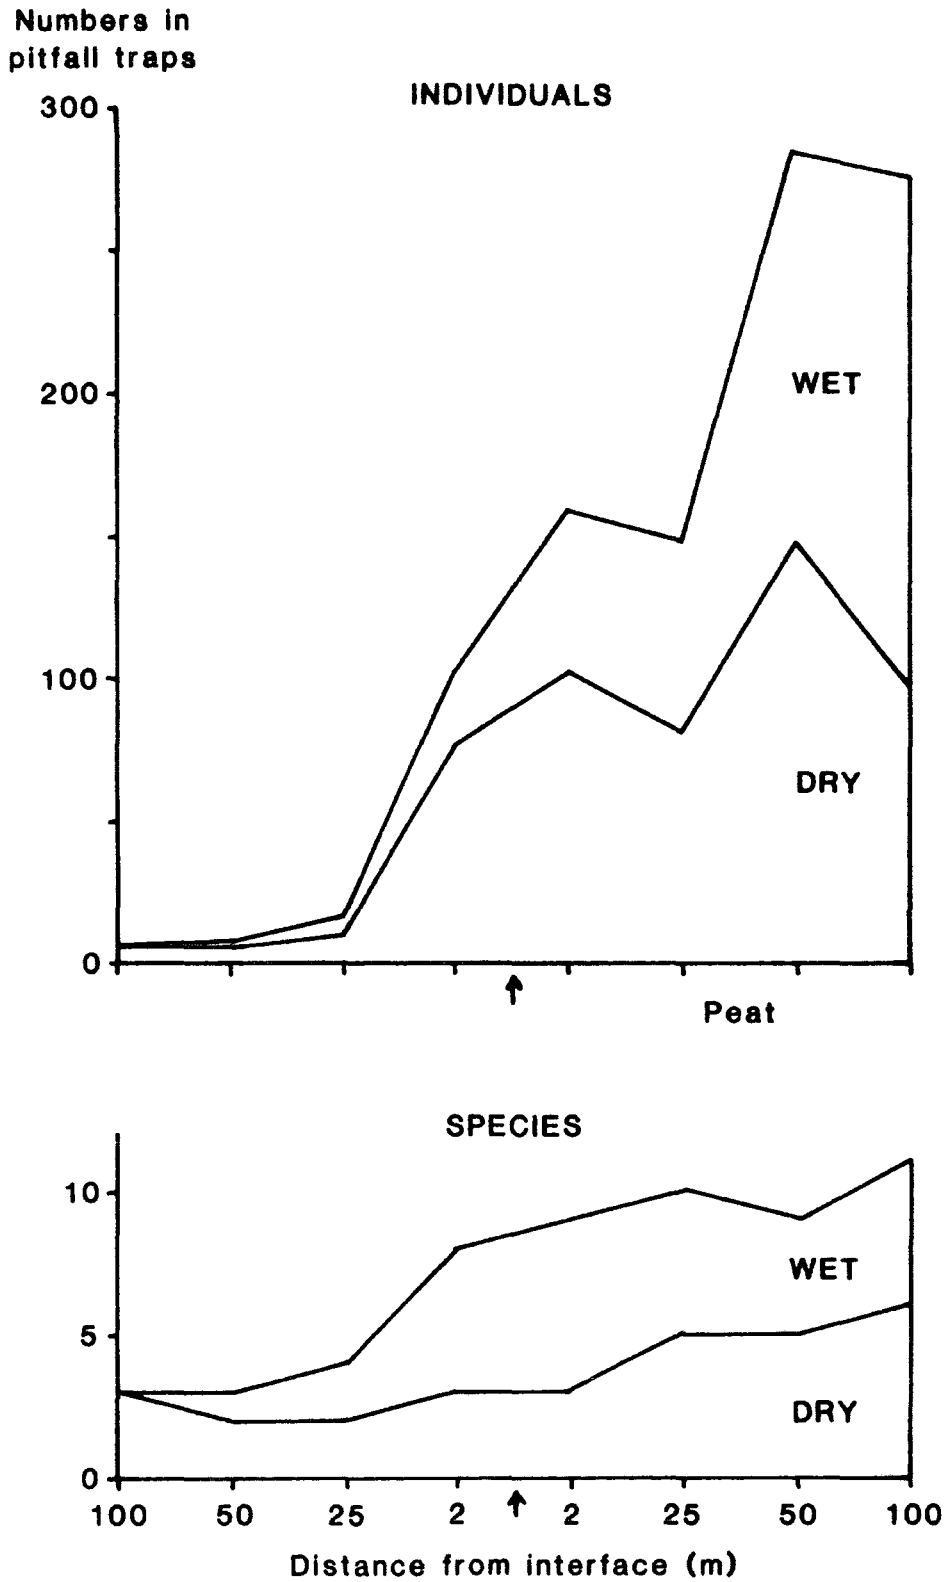 Numbers in
pitfall traps
INDIVIDUALS
300
200
WET
100
DRY
0
Peat
SPECIES
10
WET
5
DRY
0
100 50 25 2 2 25 50 100
Distance from interface (m)